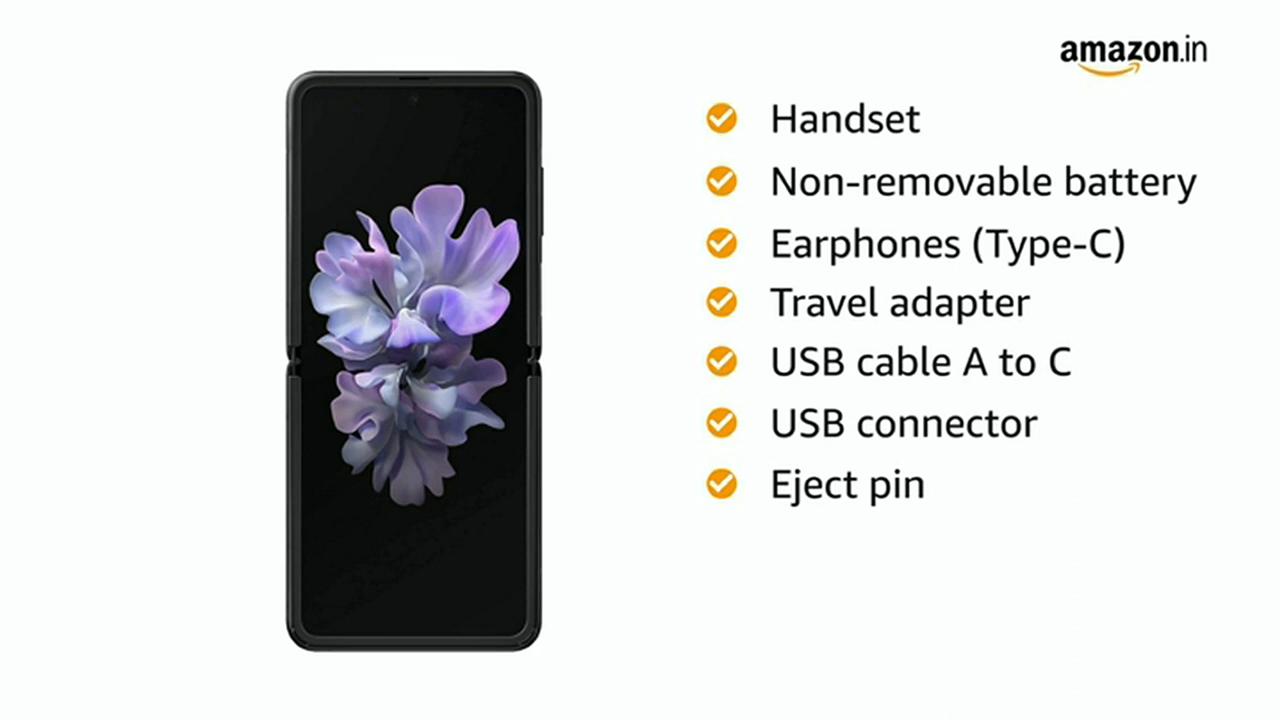 amazon.in
Handset
Non-removable battery
Earphones (Type-C)
Travel adapter
USB cable A to C
USB connector
Eject pin